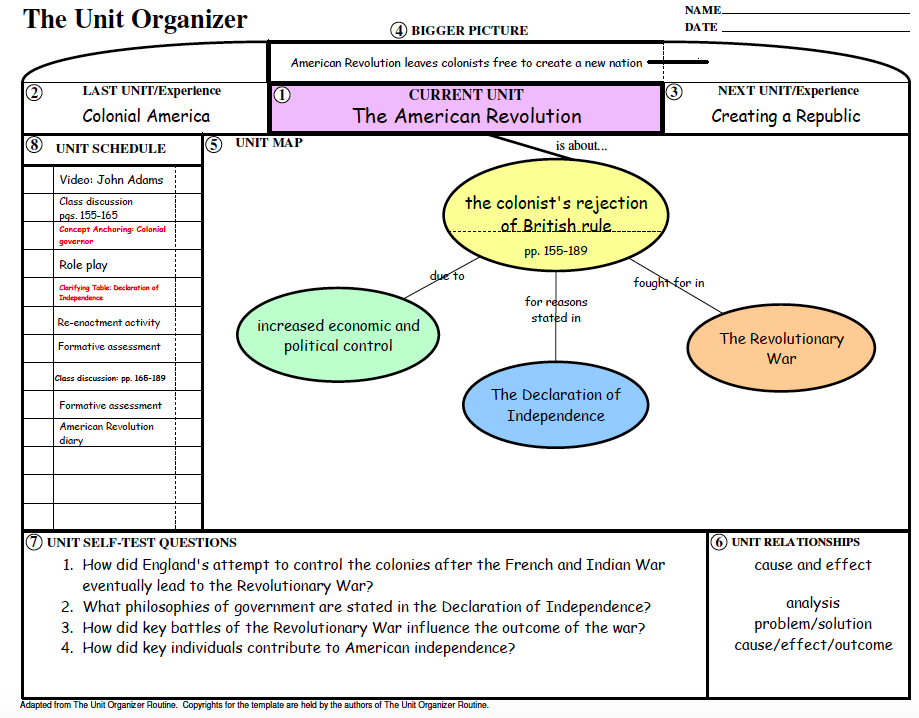 The Unit Organizer
NAME
DATE
④ BIGGER PICTURE
American Revolution leaves colonists free to create a new nation
② LAST UNIT/Experience
Colonial America
① CURRENT UNIT
The American Revolution
③ NEXT UNIT/Experience
Creating a Republic
⑧ UNIT SCHEDULE
Video: John Adams
Class discussion
pgs. 155-165
Concept Anchoring: Colonial
governor
Role play
Clarifying Table: Declaration of
Independence
Re-enactment activity
Formative assessment
Class discussion: pp. 165-189
Formative assessment
American Revolution
diary
⑤ UNIT MAP
is about...
the colonist's rejection
of British rule
pp. 155-189
due to
for reasons
stated in
fought for in
increased economic and
political control
The Declaration of
Independence
The Revolutionary
War
⑦ UNIT SELF-TEST QUESTIONS
1. How did England's attempt to control the colonies after the French and Indian War
eventually lead to the Revolutionary War?
2. What philosophies of government are stated in the Declaration of Independence?
3. How did key battles of the Revolutionary War influence the outcome of the war?
4. How did key individuals contribute to American independence?
⑥ UNIT RELATIONSHIPS
cause and effect
analysis
problem/solution
cause/effect/outcome
Adapted from The Unit Organizer Routine. Copyrights for the template are held by the authors of The Unit Organizer Routine.